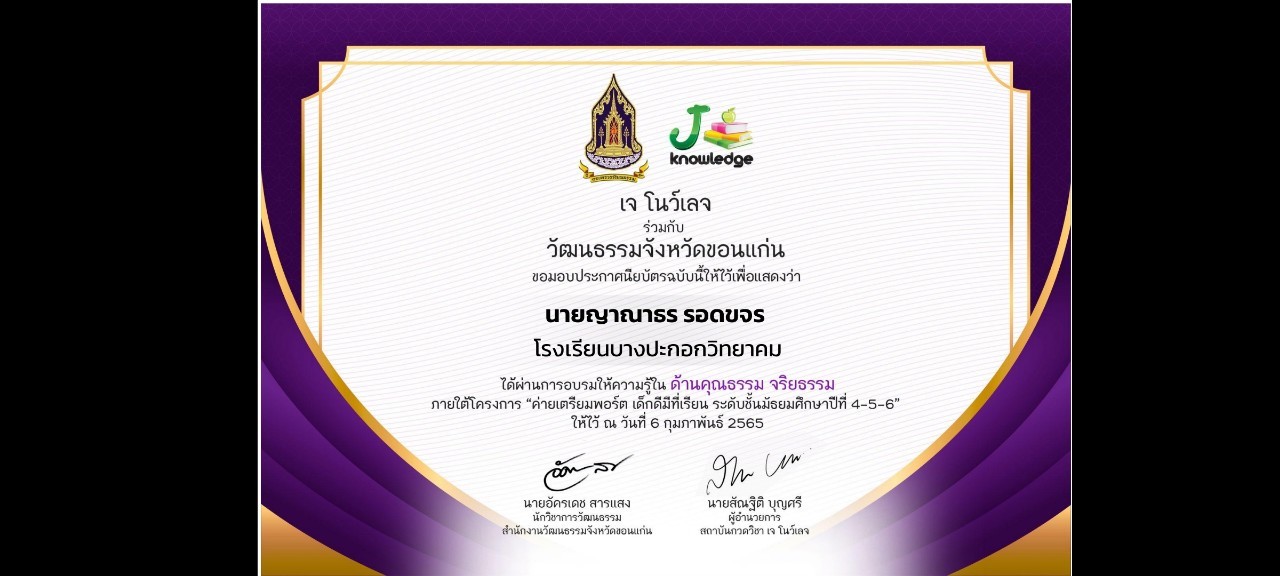 กระทรวงวัฒนธรรม
J
knowledge
เจ โนว์เลจ
ร่วมกับ
วัฒนธรรมจังหวัดขอนแก่น
ขอมอบประกาศนียบัตรฉบับนี้ให้ไว้เพื่อแสดงว่า
นายญาณาธร รอดขจร
โรงเรียนบางปะกอกวิทยาคม
ได้ผ่านการอบรมให้ความรู้ใน ด้านคุณธรรม จริยธรรม
ภายใต้โครงการ “ค่ายเตรียมพอร์ต เด็กดีมีที่เรียน ระดับชั้นมัธยมศึกษาปีที่ 4-5-6”
ให้ไว้ ณ วันที่ 6 กุมภาพันธ์ 2565
นายอัครเดช สารแสง
นักวิชาการวัฒนธรรม
สำนักงานวัฒนธรรมจังหวัดขอนแก่น
นายสัณฐิติ บุญศรี
ผู้อำนวยการ
สถาบันกวดวิชา เจ โนว์เลจ